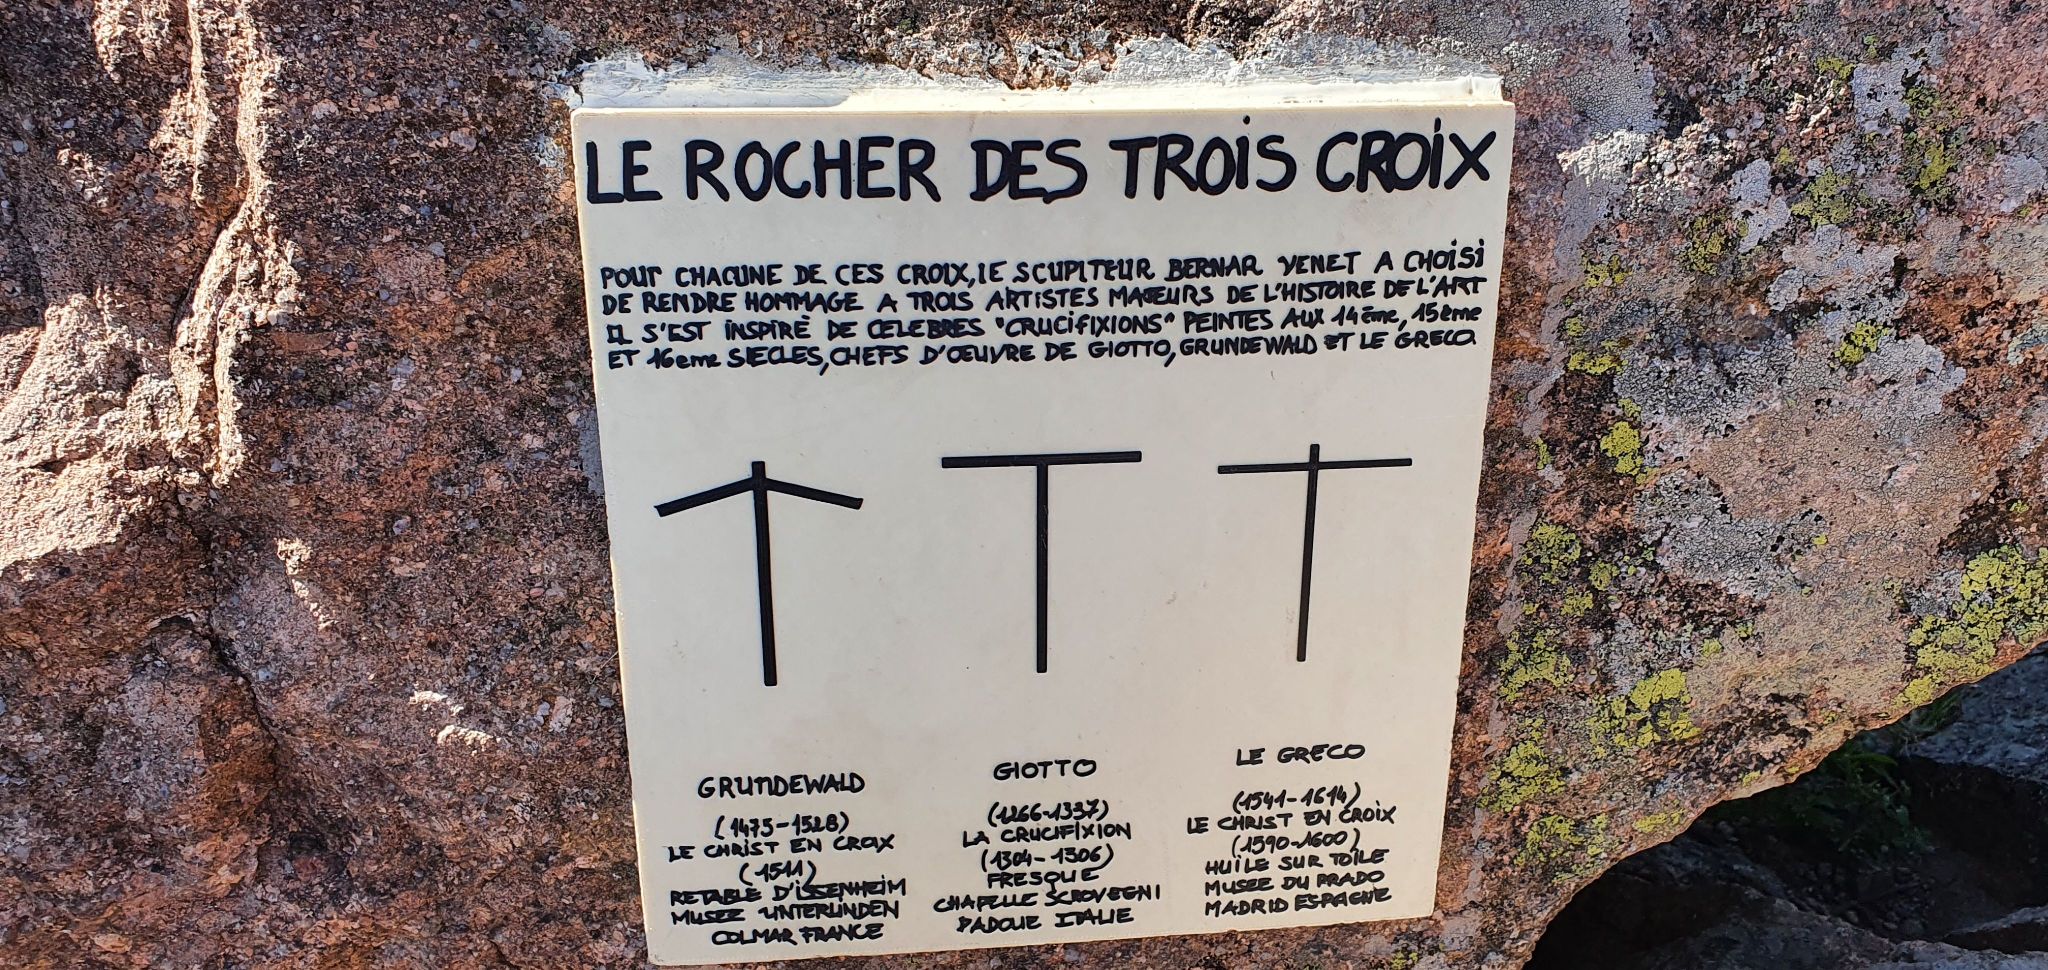 LE ROCHER DES TROiS CROiX
POUR CHACUNE DE CES CROIX, LE SCULPTEUR BERNAR VENET A CHOiSi
DE RENDRE HOMMAGE A TROIS ARTiSTES MAJEURS DE L'HISTOIRE DE L'ART
IL S'EST iNSPiRÉ DE CELEBRES "CRUCiFiXIONS" PEINTES AUX 14ème, 15ème
ET 16eme SIECLES, CHEFS D'ŒUVRE DE GIOTTO, GRUNDEWALD ET LE GRECO.
GRUNDEWALD
(1475-1528)
LE CHRiST EN CROiX
(1511)
RETABLE D'iSSENHEiM
MUSEE UNTERLINDEN
COLMAR FRANCE
GIOTTO
(1266-1337)
LA CRUCIFiXION
(1304-1306)
FRESQUE
CHAPELLE SCROVEGNI
PADOUE ITALIE
LE GRECO
(1541-1614)
LE CHRiST EN CROiX
(1590-1600)
HUiLE SUR TOiLE
MUSEE DU PRADO
MADRID ESPAGNE